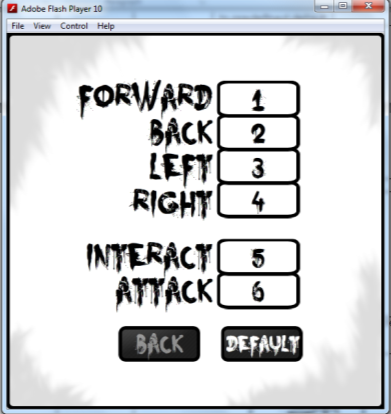 Adobe Flash Player 10
File View Control Help
FORWARD 1
BACK 2
LEFT 3
RIGHT 4
INTERACT 5
ATTACK 6
BACK DEFAULT